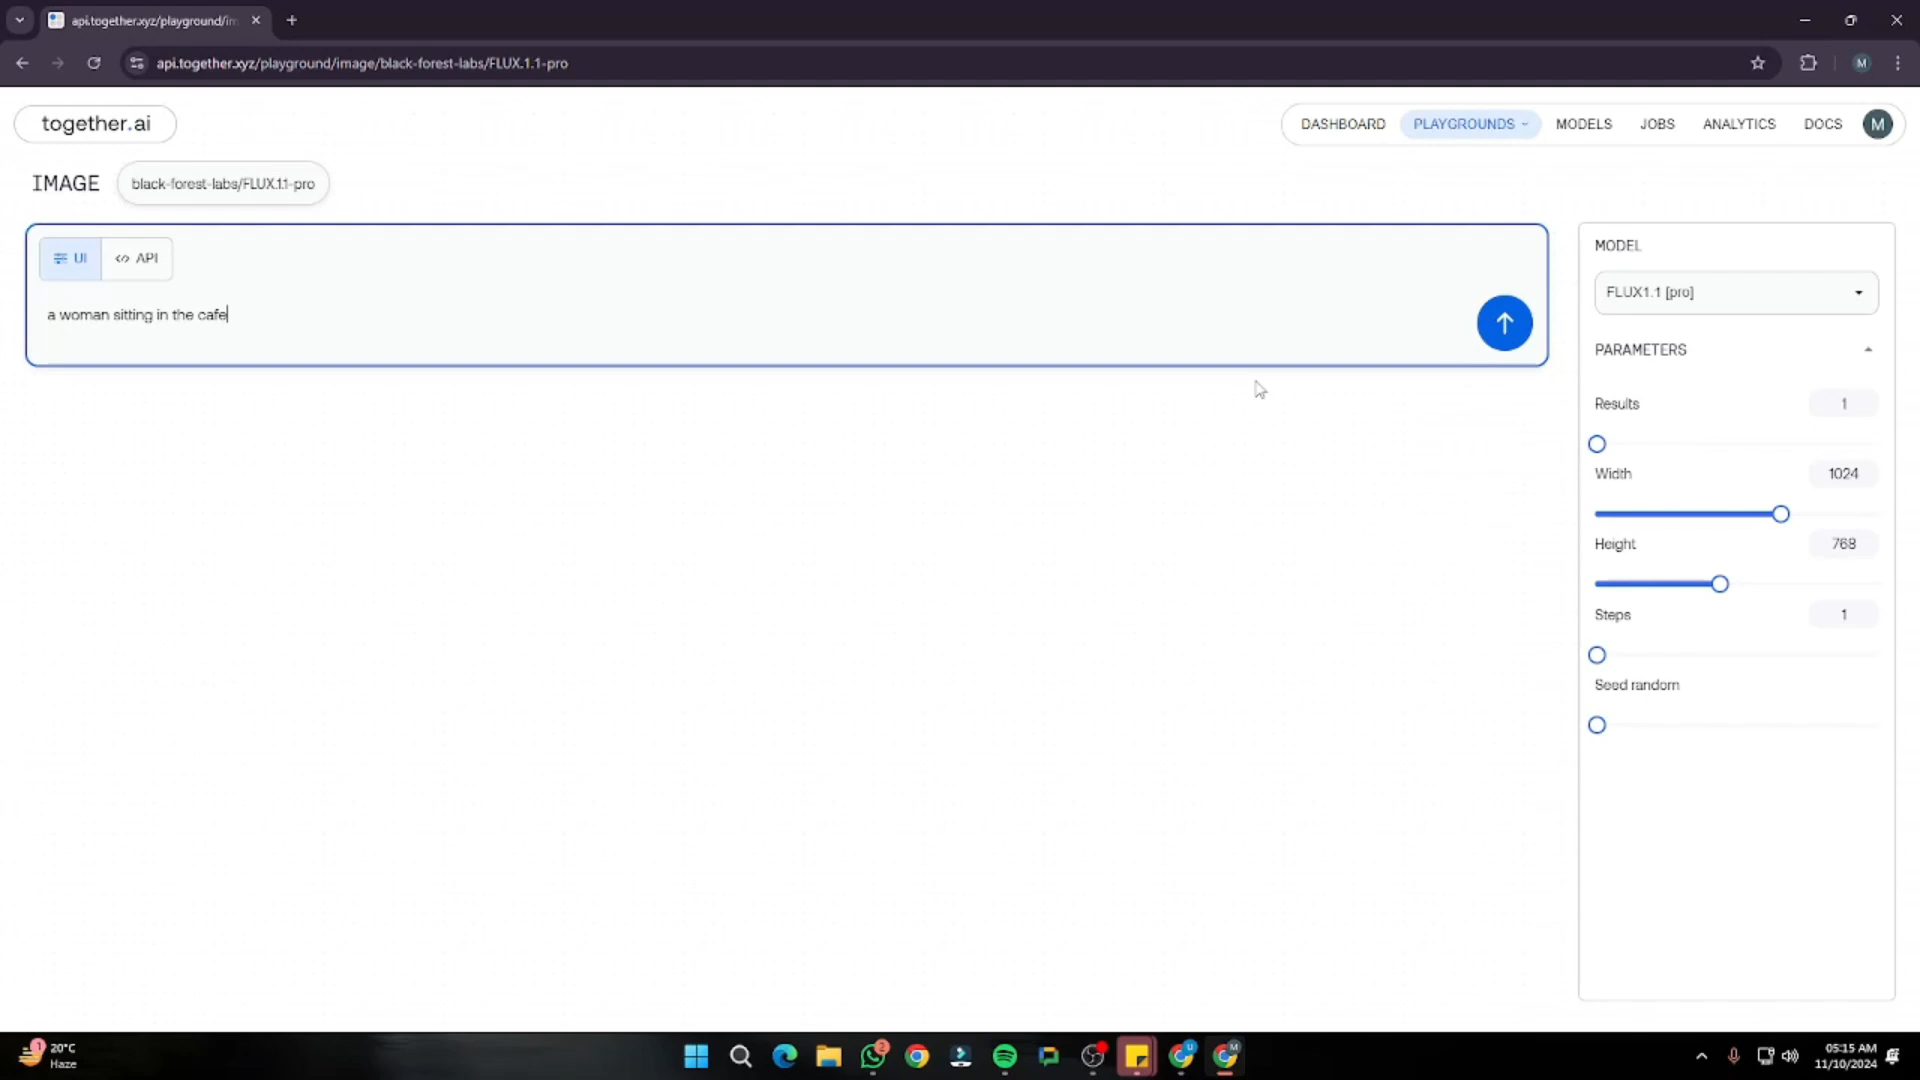 api.together.xyz/playground/im
api.together.xyz/playground/image/black-forest-labs/FLUX.1.1-pro
M
together.ai
DASHBOARD
PLAYGROUNDS
MODELS
JOBS
ANALYTICS
DOCS
M
IMAGE
black-forest-labs/FLUX.1.1-pro
UI
API
a woman sitting in the cafe
MODEL
FLUX1.1 [pro]
PARAMETERS
Results
1
Width
1024
Height
768
Steps
1
Seed random
1
20°C
Haze
2
U
M
05:15 AM
11/10/2024